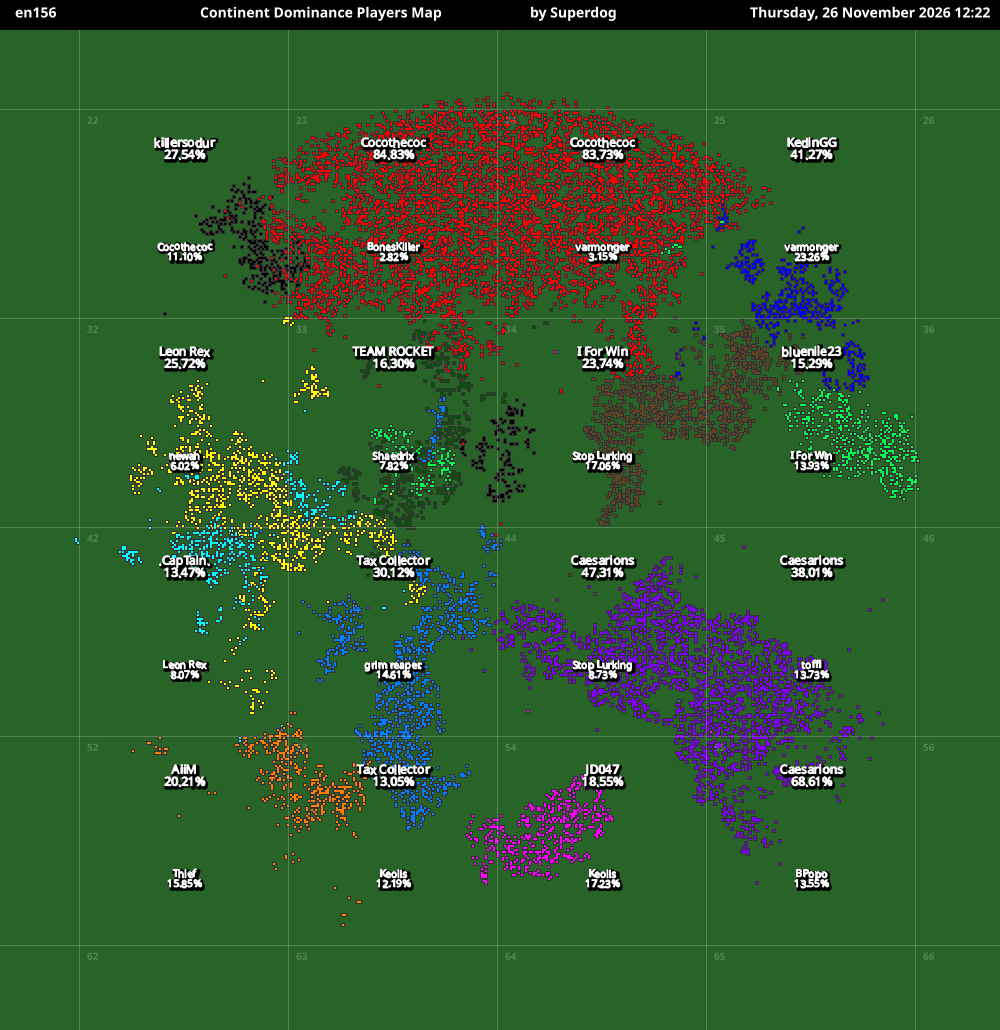 en156 Continent Dominance Players Map by Superdog Thursday, 26 November 2026 12:22
22 23 25 26
killersodur Cocothecoc Cocothecoc KedinGG
27,54% 84,83% 83,73% 41,27%
Cocothecoc BonesKiller varmonger varmonger
11,10% 2,82% 3,15% 23,26%
32 33 34 35 36
Leon Rex TEAM ROCKET I For Win bluenile23
25,72% 16,30% 23,74% 15,29%
newah Shaedrix Stop Lurking I For Win
6,02% 7,82% 17,06% 13,93%
42 44 45 46
CapTain. Tax Collector Caesarions Caesarions
13,47% 30,12% 47,31% 38,01%
Leon Rex grim reaper Stop Lurking toffi
8,07% 14,61% 8,73% 13,73%
52 53 54 56
AiiM Tax Collector JD047 Caesarions
20,21% 13,05% 18,55% 68,61%
Thief Keolis Keolis BPopo
15,85% 12,19% 17,23% 13,55%
62 63 64 65 66